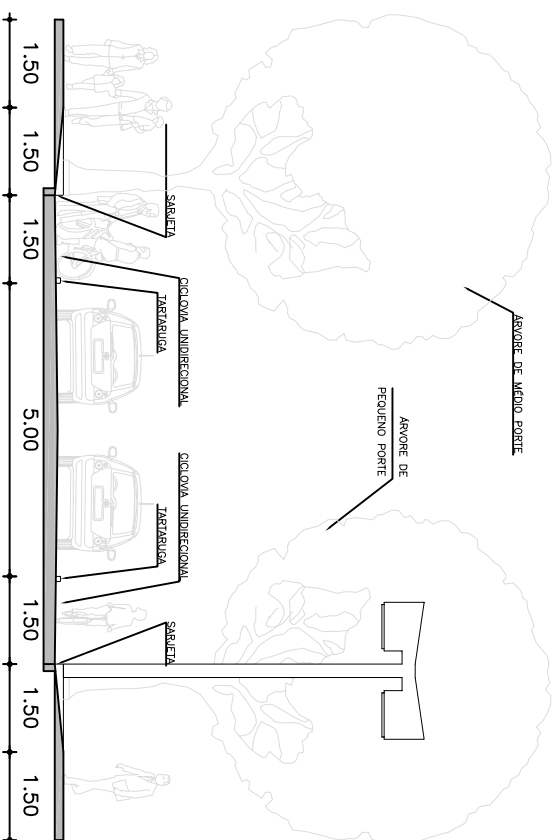 ÁRVORE DE MÉDIO PORTE
ÁRVORE DE
PEQUENO PORTE
CICLOVIA UNIDIRECIONAL
CICLOVIA UNIDIRECIONAL
SARJETA
TARTARUGA
TARTARUGA
SARJETA
1.50
1.50
1.50
5.00
1.50
1.50
1.50